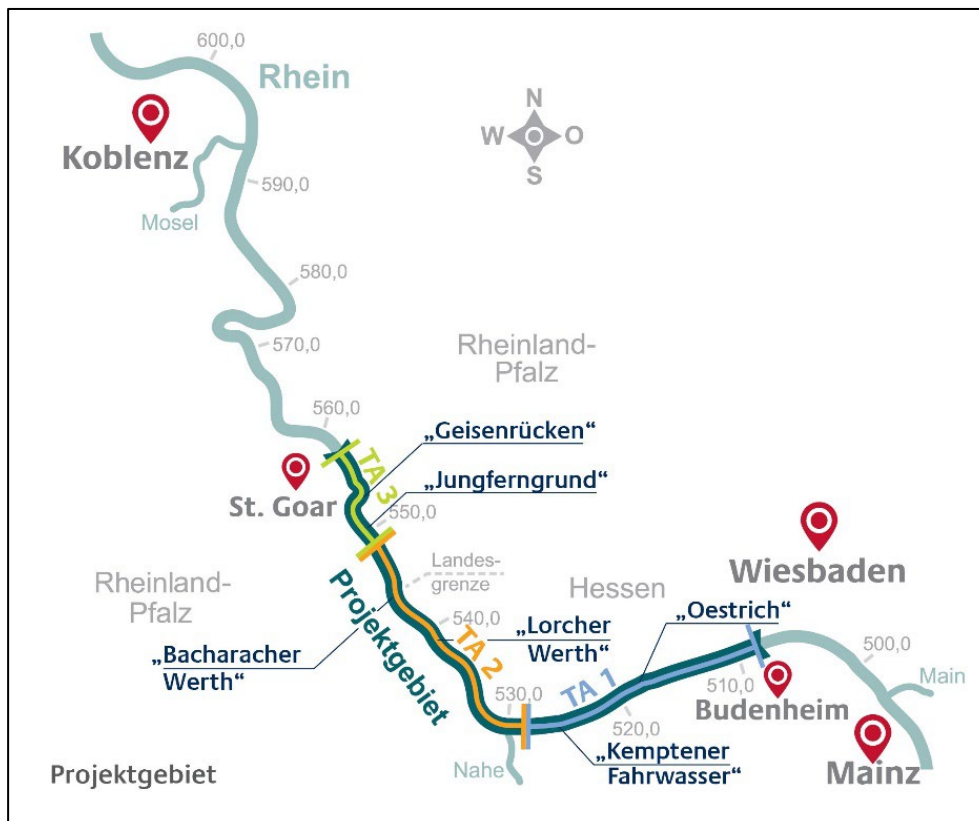 600,0
Rhein
N
W
O
S
Koblenz
590,0
Mosel
580,0
570,0
Rheinland-
Pfalz
560,0
„Geisenrücken“
TA 3
„Jungferngrund“
St. Goar
550,0
Landes-
grenze
Rheinland-
Pfalz
Projektgebiet
Hessen
Wiesbaden
„Oestrich“
540,0
„Bacharacher
Werth“
TA 2
„Lorcher
Werth“
TA 1
530,0
520,0
510,0
500,0
Main
Budenheim
„Kemptener
Fahrwasser“
Nahe
Mainz
Projektgebiet